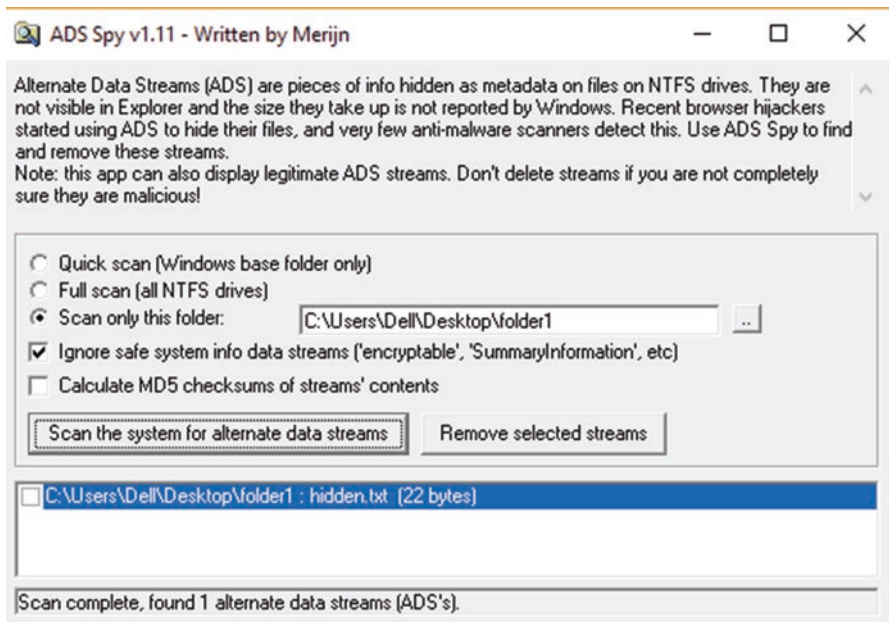 ADS Spy v1.11 - Written by Merijn
Alternate Data Streams (ADS) are pieces of info hidden as metadata on files on NTFS drives. They are
not visible in Explorer and the size they take up is not reported by Windows. Recent browser hijackers
started using ADS to hide their files, and very few anti-malware scanners detect this. Use ADS Spy to find
and remove these streams.
Note: this app can also display legitimate ADS streams. Don't delete streams if you are not completely
sure they are malicious!
Quick scan (Windows base folder only)
Full scan (all NTFS drives)
Scan only this folder: C:\Users\Dell\Desktop\folder1 ..
Ignore safe system info data streams ('encryptable', 'SummaryInformation', etc)
Calculate MD5 checksums of streams' contents
Scan the system for alternate data streams Remove selected streams
C:\Users\Dell\Desktop\folder1 : hidden.txt (22 bytes)
Scan complete, found 1 alternate data streams (ADS's).